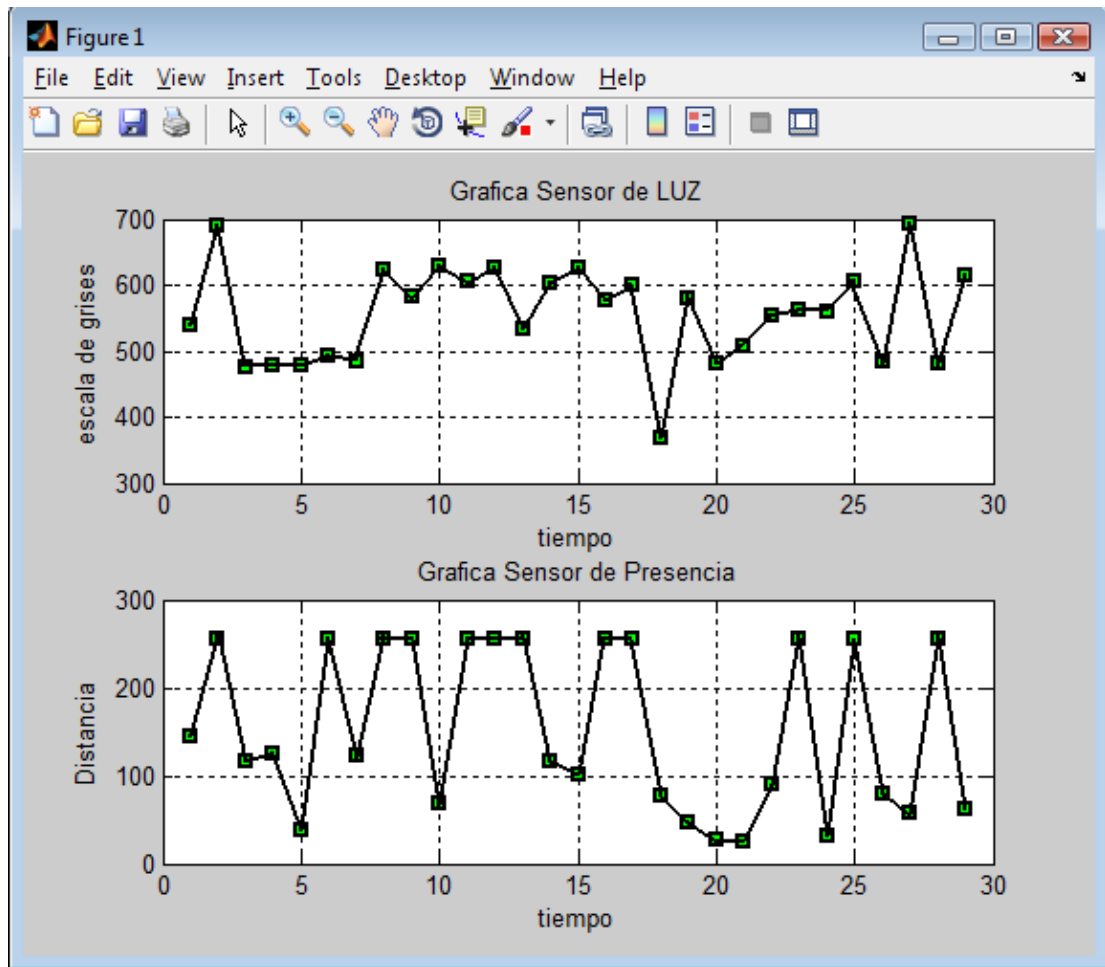 Figure 1
File Edit View Insert Tools Desktop Window Help
Grafica Sensor de LUZ
700
600
500
400
300
escala de grises
0 5 10 15 20 25 30
tiempo
Grafica Sensor de Presencia
300
200
100
0
Distancia
0 5 10 15 20 25 30
tiempo